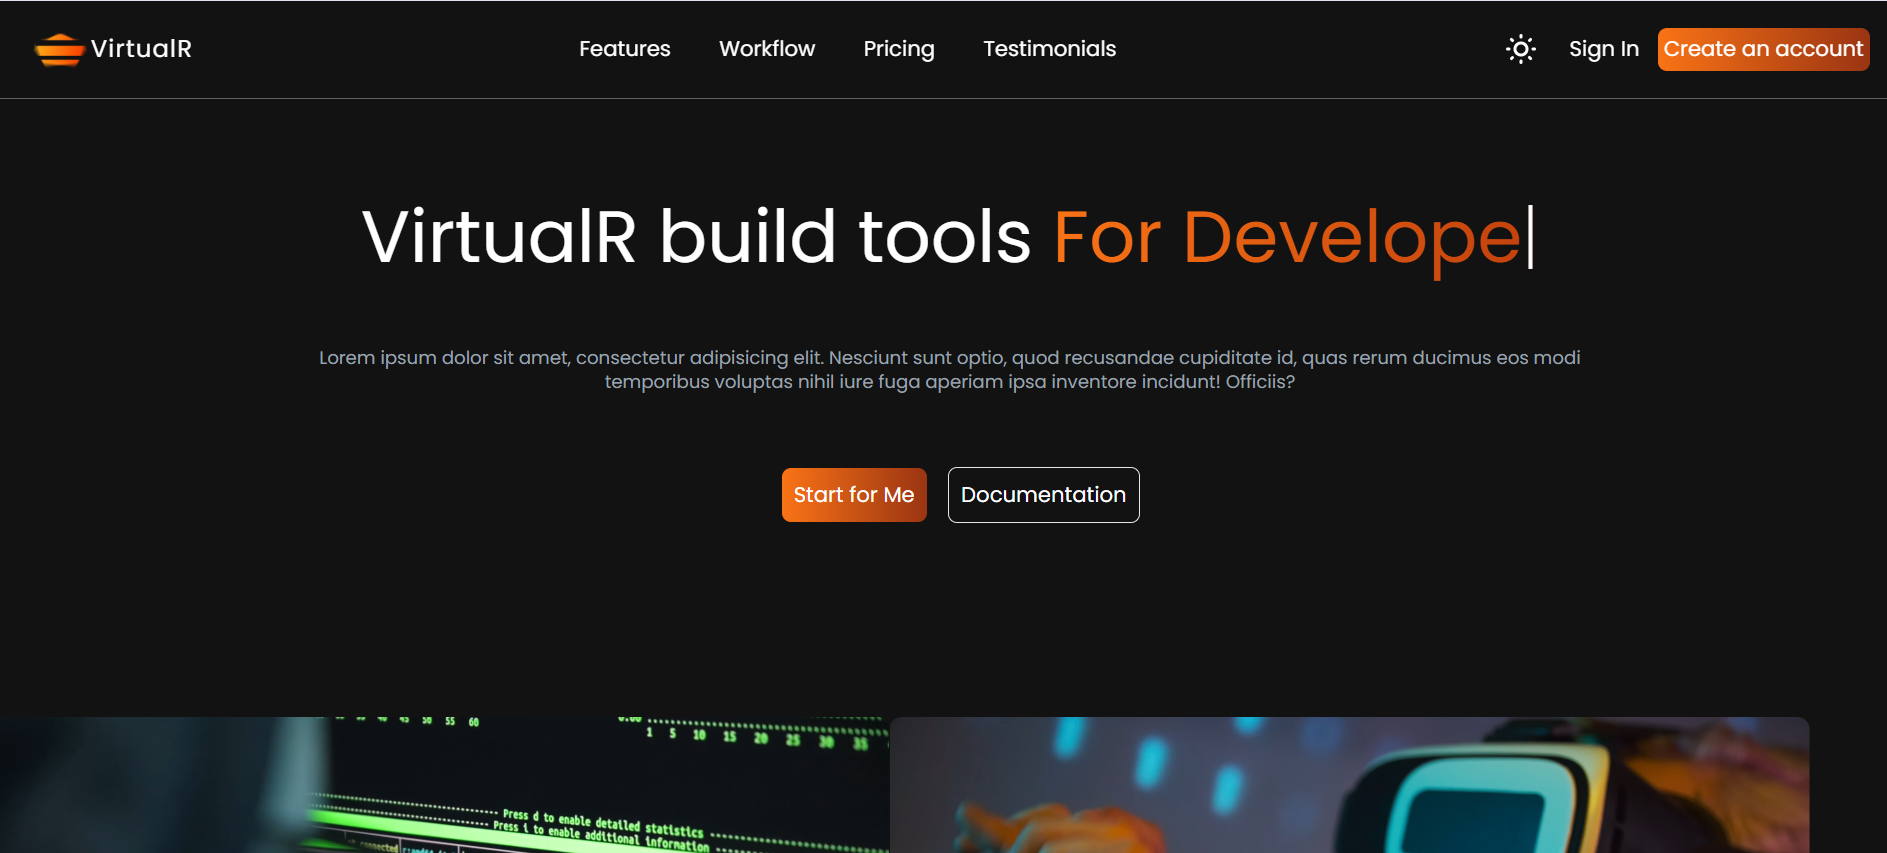 VirtualR
Features Workflow Pricing Testimonials
Sign In Create an account
VirtualR build tools For Develope
Lorem ipsum dolor sit amet, consectetur adipisicing elit. Nesciunt sunt optio, quod recusandae cupiditate id, quas rerum ducimus eos modi
temporibus voluptas nihil iure fuga aperiam ipsa inventore incidunt! Officiis?
Start for Me Documentation
45 50 55 60
1 5 10 15 20 25 30 35
Press d to enable detailed statistics
Press i to enable additional information
connected